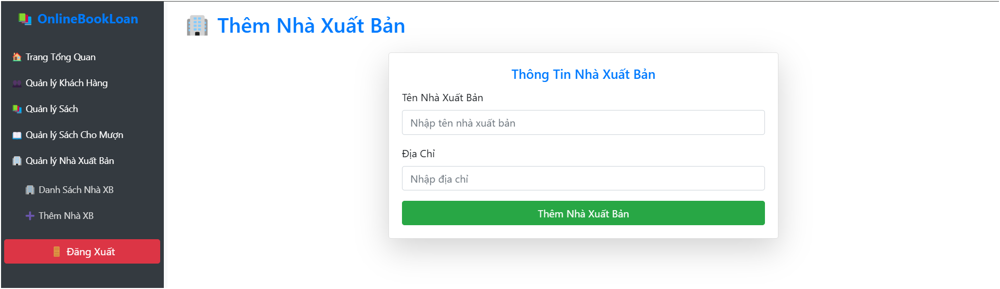 OnlineBookLoan
Trang Tổng Quan
Quản lý Khách Hàng
Quản lý Sách
Quản lý Sách Cho Mượn
Quản lý Nhà Xuất Bản
Danh Sách Nhà XB
Thêm Nhà XB
Đăng Xuất
Thêm Nhà Xuất Bản
Thông Tin Nhà Xuất Bản
Tên Nhà Xuất Bản
Nhập tên nhà xuất bản
Địa Chỉ
Nhập địa chỉ
Thêm Nhà Xuất Bản